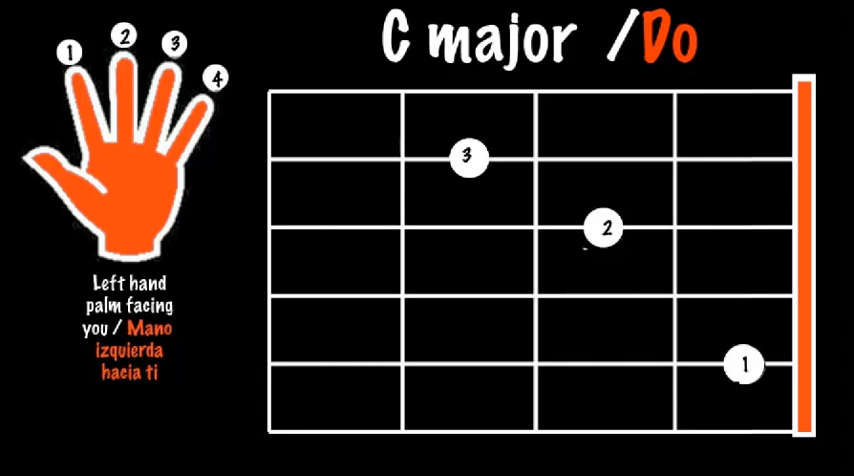 C major /Do
1
2
3
4
3
2
1
Left hand
palm facing
you / Mano
izquierda
hacia ti